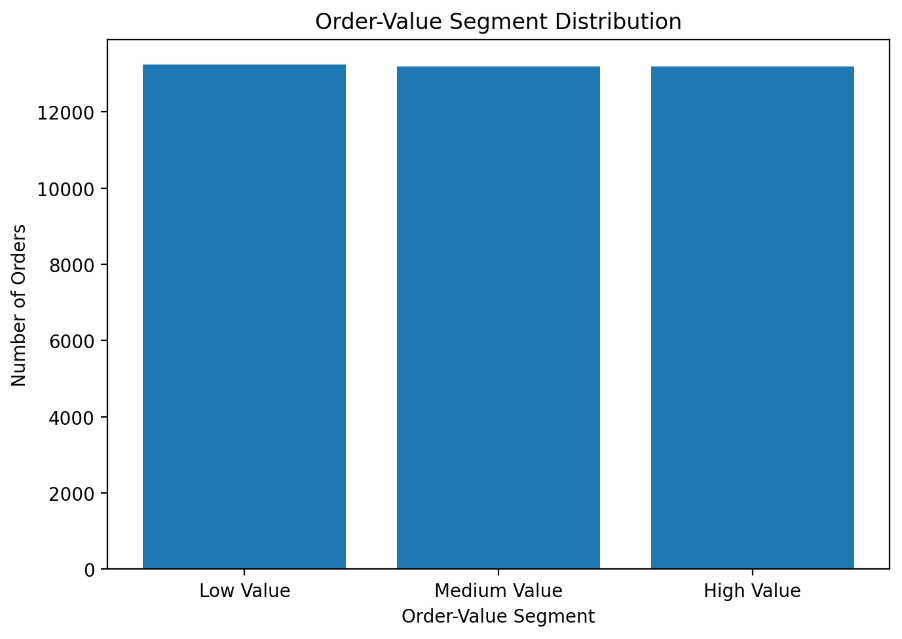 Order-Value Segment Distribution
Number of Orders
12000
10000
8000
6000
4000
2000
0
Low Value Medium Value High Value
Order-Value Segment